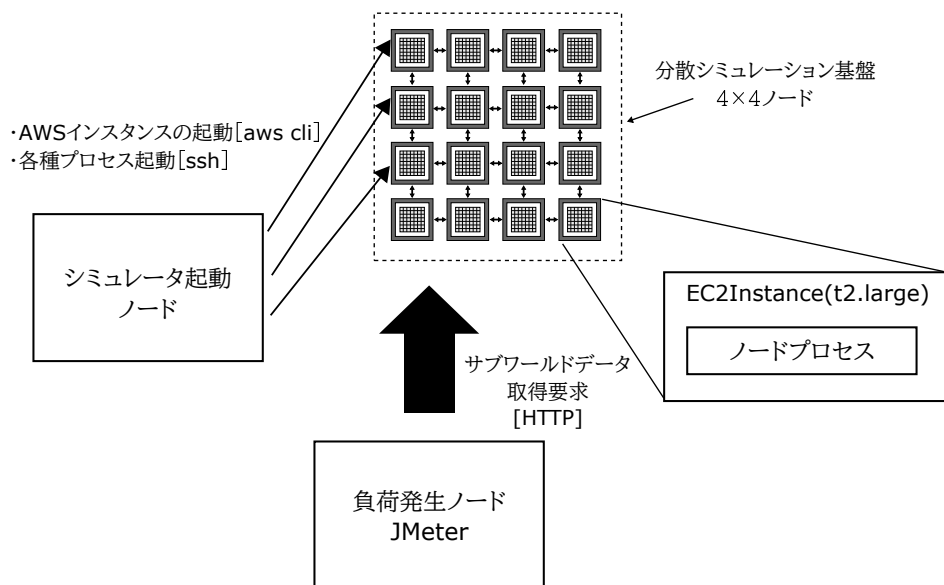 分散シミュレーション基盤
4×4ノード
・AWSインスタンスの起動[aws cli]
・各種プロセス起動[ssh]
シミュレータ起動
ノード
EC2Instance(t2.large)
ノードプロセス
サブワールドデータ
取得要求
[HTTP]
負荷発生ノード
JMeter